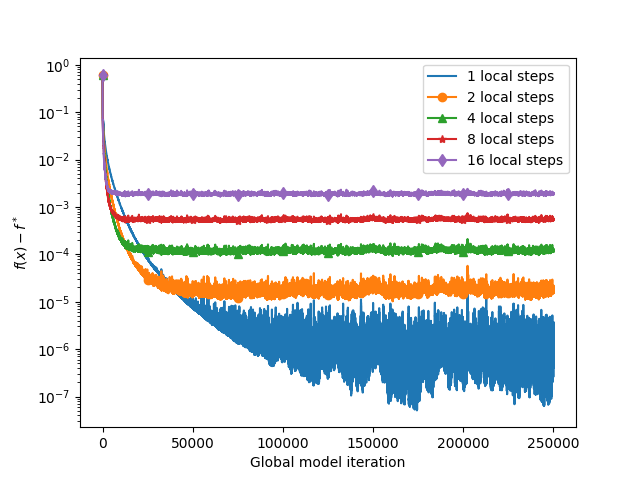 1 local steps
2 local steps
4 local steps
8 local steps
16 local steps
10⁰
10⁻¹
10⁻²
10⁻³
10⁻⁴
10⁻⁵
10⁻⁶
10⁻⁷
f(x) − f*
0 50000 100000 150000 200000 250000
Global model iteration